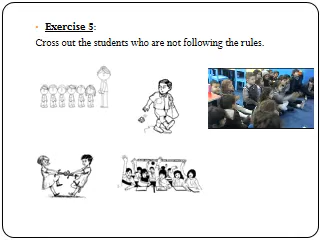 Exercise 5:
Cross out the students who are not following the rules.